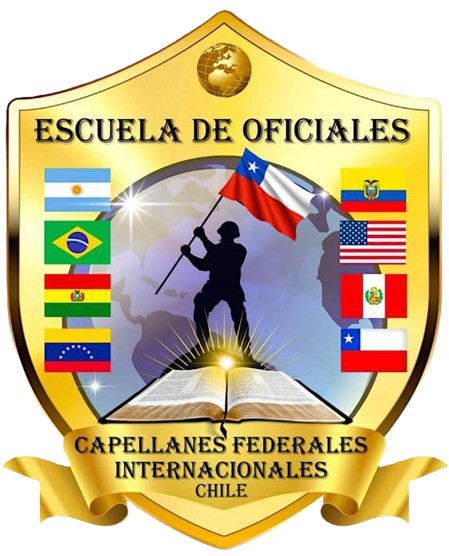 ESCUELA DE OFICIALES
CAPELLANES FEDERALES
INTERNACIONALES
CHILE